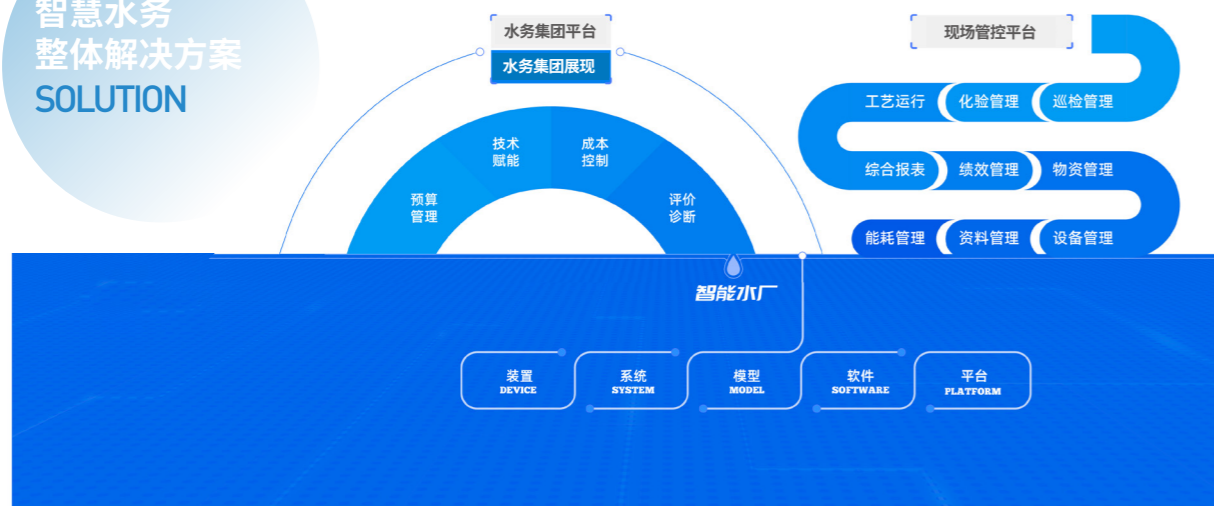 智慧水务
整体解决方案
SOLUTION
水务集团平台
水务集团展现
技术
赋能
成本
控制
预算
管理
评价
诊断
现场管控平台
工艺运行
化验管理
巡检管理
综合报表
绩效管理
物资管理
能耗管理
资料管理
设备管理
智能水厂
装置
DEVICE
系统
SYSTEM
模型
MODEL
软件
SOFTWARE
平台
PLATFORM